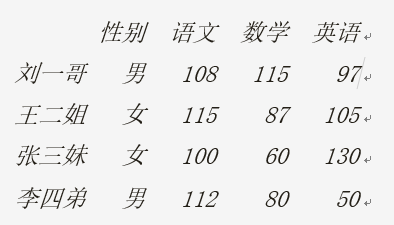 性别 语文 数学 英语
刘一哥 男 108 115 97
王二姐 女 115 87 105
张三妹 女 100 60 130
李四弟 男 112 80 50